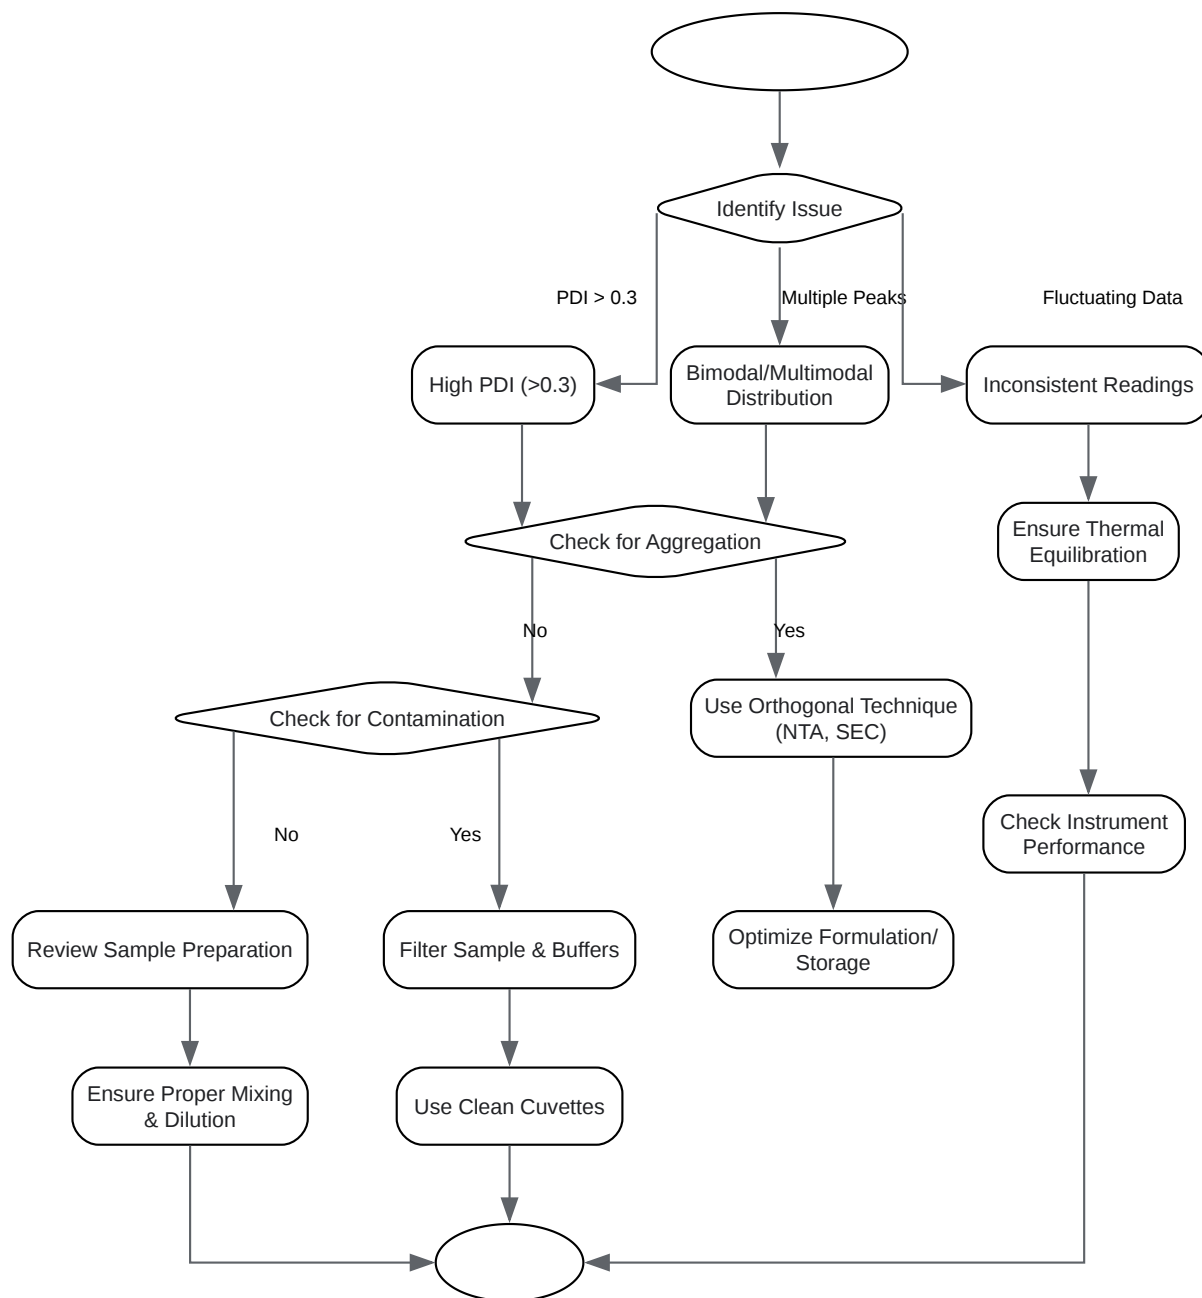 Identify Issue
PDI > 0.3
Multiple Peaks
Fluctuating Data
High PDI (>0.3)
Bimodal/Multimodal
Distribution
Inconsistent Readings
Check for Aggregation
Ensure Thermal
Equilibration
No
Yes
Check for Contamination
Use Orthogonal Technique
(NTA, SEC)
No
Yes
Check Instrument
Performance
Review Sample Preparation
Filter Sample & Buffers
Optimize Formulation/
Storage
Ensure Proper Mixing
& Dilution
Use Clean Cuvettes